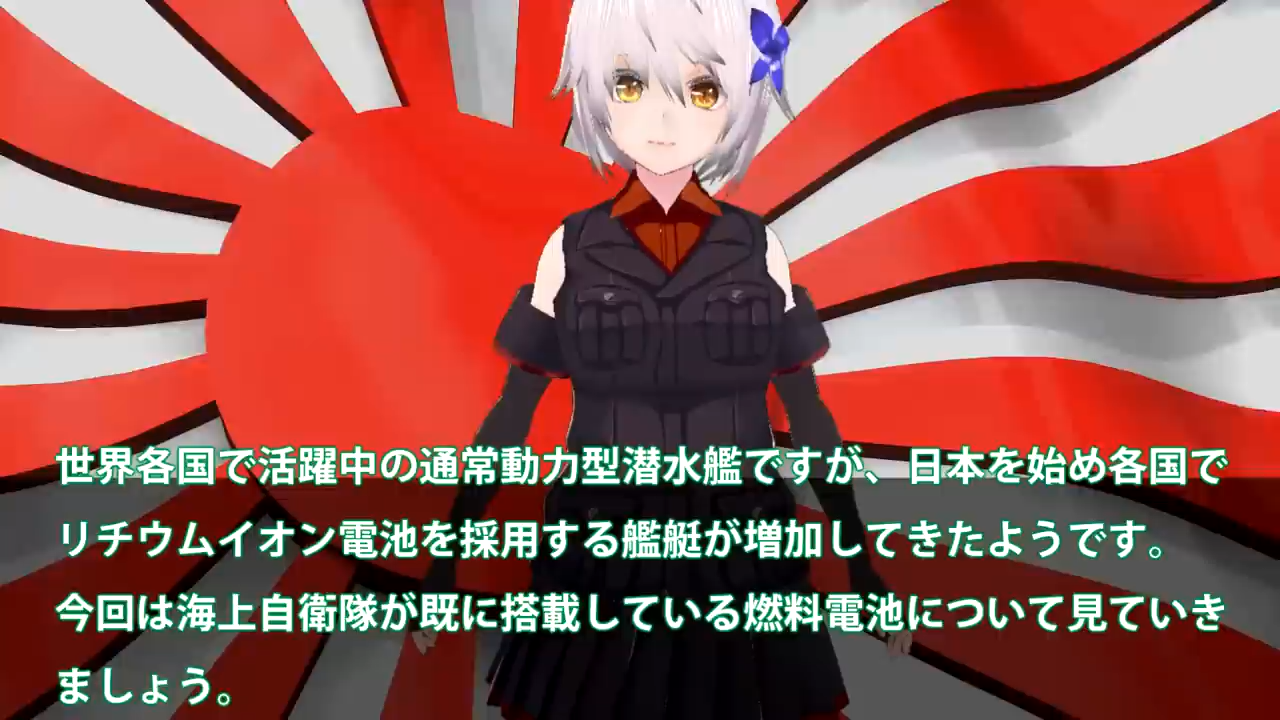 世界各国で活躍中の通常動力型潜水艦ですが、日本を始め各国で
リチウムイオン電池を採用する艦艇が増加してきたようです。
今回は海上自衛隊が既に搭載している燃料電池について見ていき
ましょう。